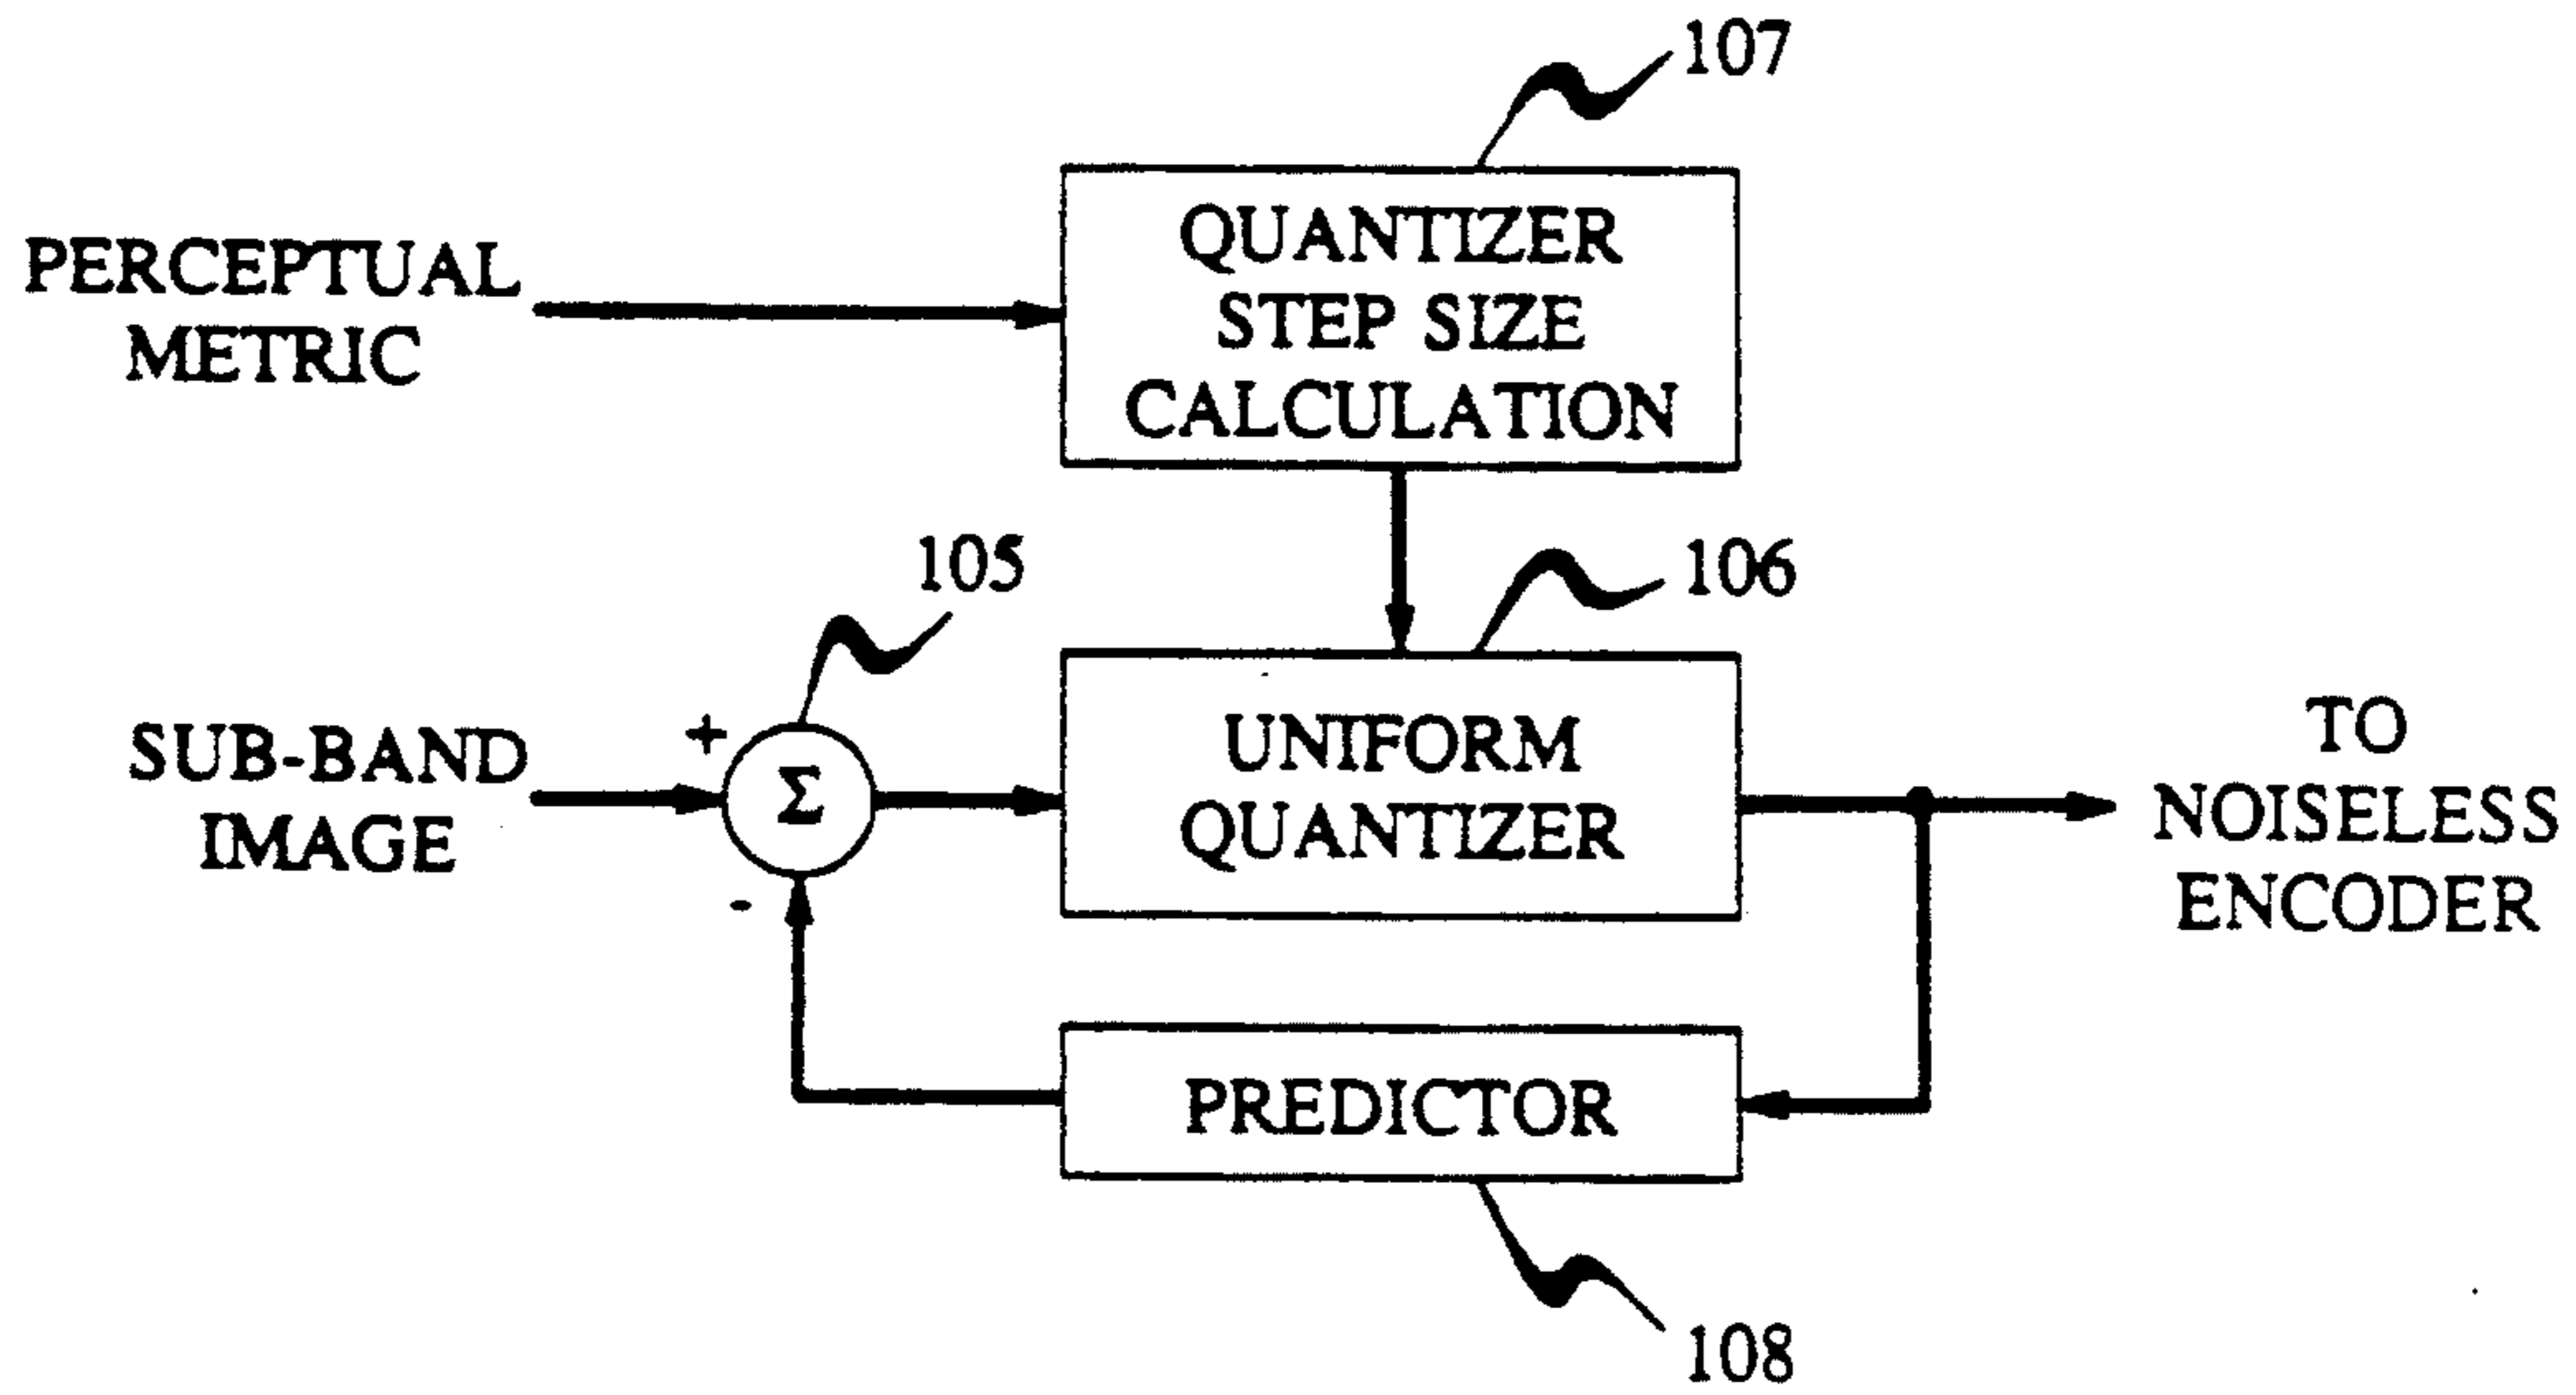 107
QUANTIZER
STEP SIZE
CALCULATION
PERCEPTUAL
METRIC
105
106
SUB-BAND
IMAGE
+
Σ
-
UNIFORM
QUANTIZER
TO
NOISELESS
ENCODER
PREDICTOR
108